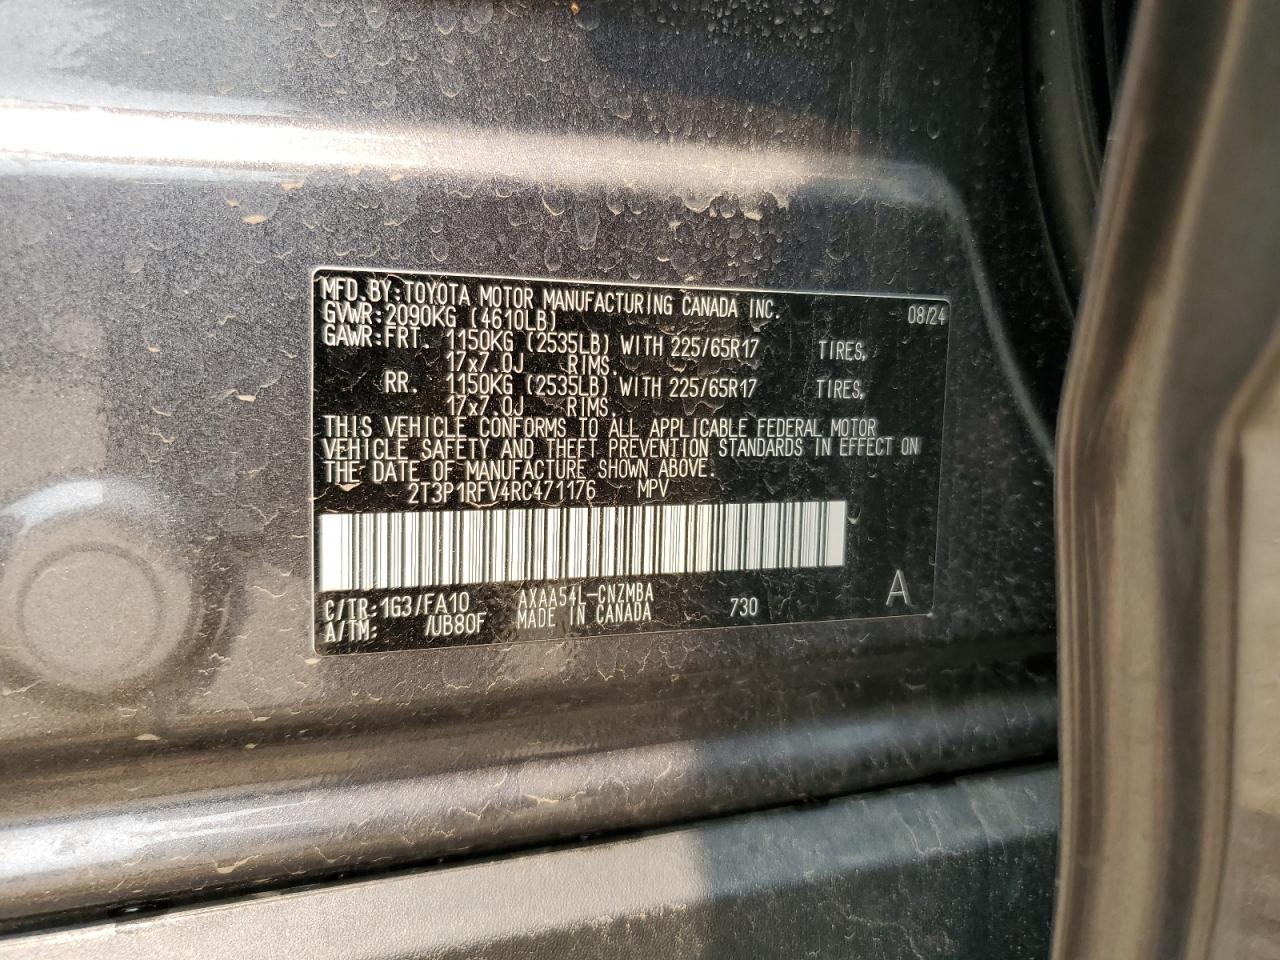 MFD.BY:TOYOTA MOTOR MANUFACTURING CANADA INC. 08/24
GVWR:2090KG (4610LB)
GAWR:FRT. 1150KG (2535LB) WITH 225/65R17 TIRES,
17x7.0J RIMS.
RR. 1150KG (2535LB) WITH 225/65R17 TIRES,
17x7.0J RIMS.
THIS VEHICLE CONFORMS TO ALL APPLICABLE FEDERAL MOTOR
VEHICLE SAFETY AND THEFT PREVENTION STANDARDS IN EFFECT ON
THE DATE OF MANUFACTURE SHOWN ABOVE.
2T3P1RFV4RC471176 MPV
C/TR:1G3/FA10 AXAA54L-CNZMBA 730 A
A/TM: /UB80F MADE IN CANADA